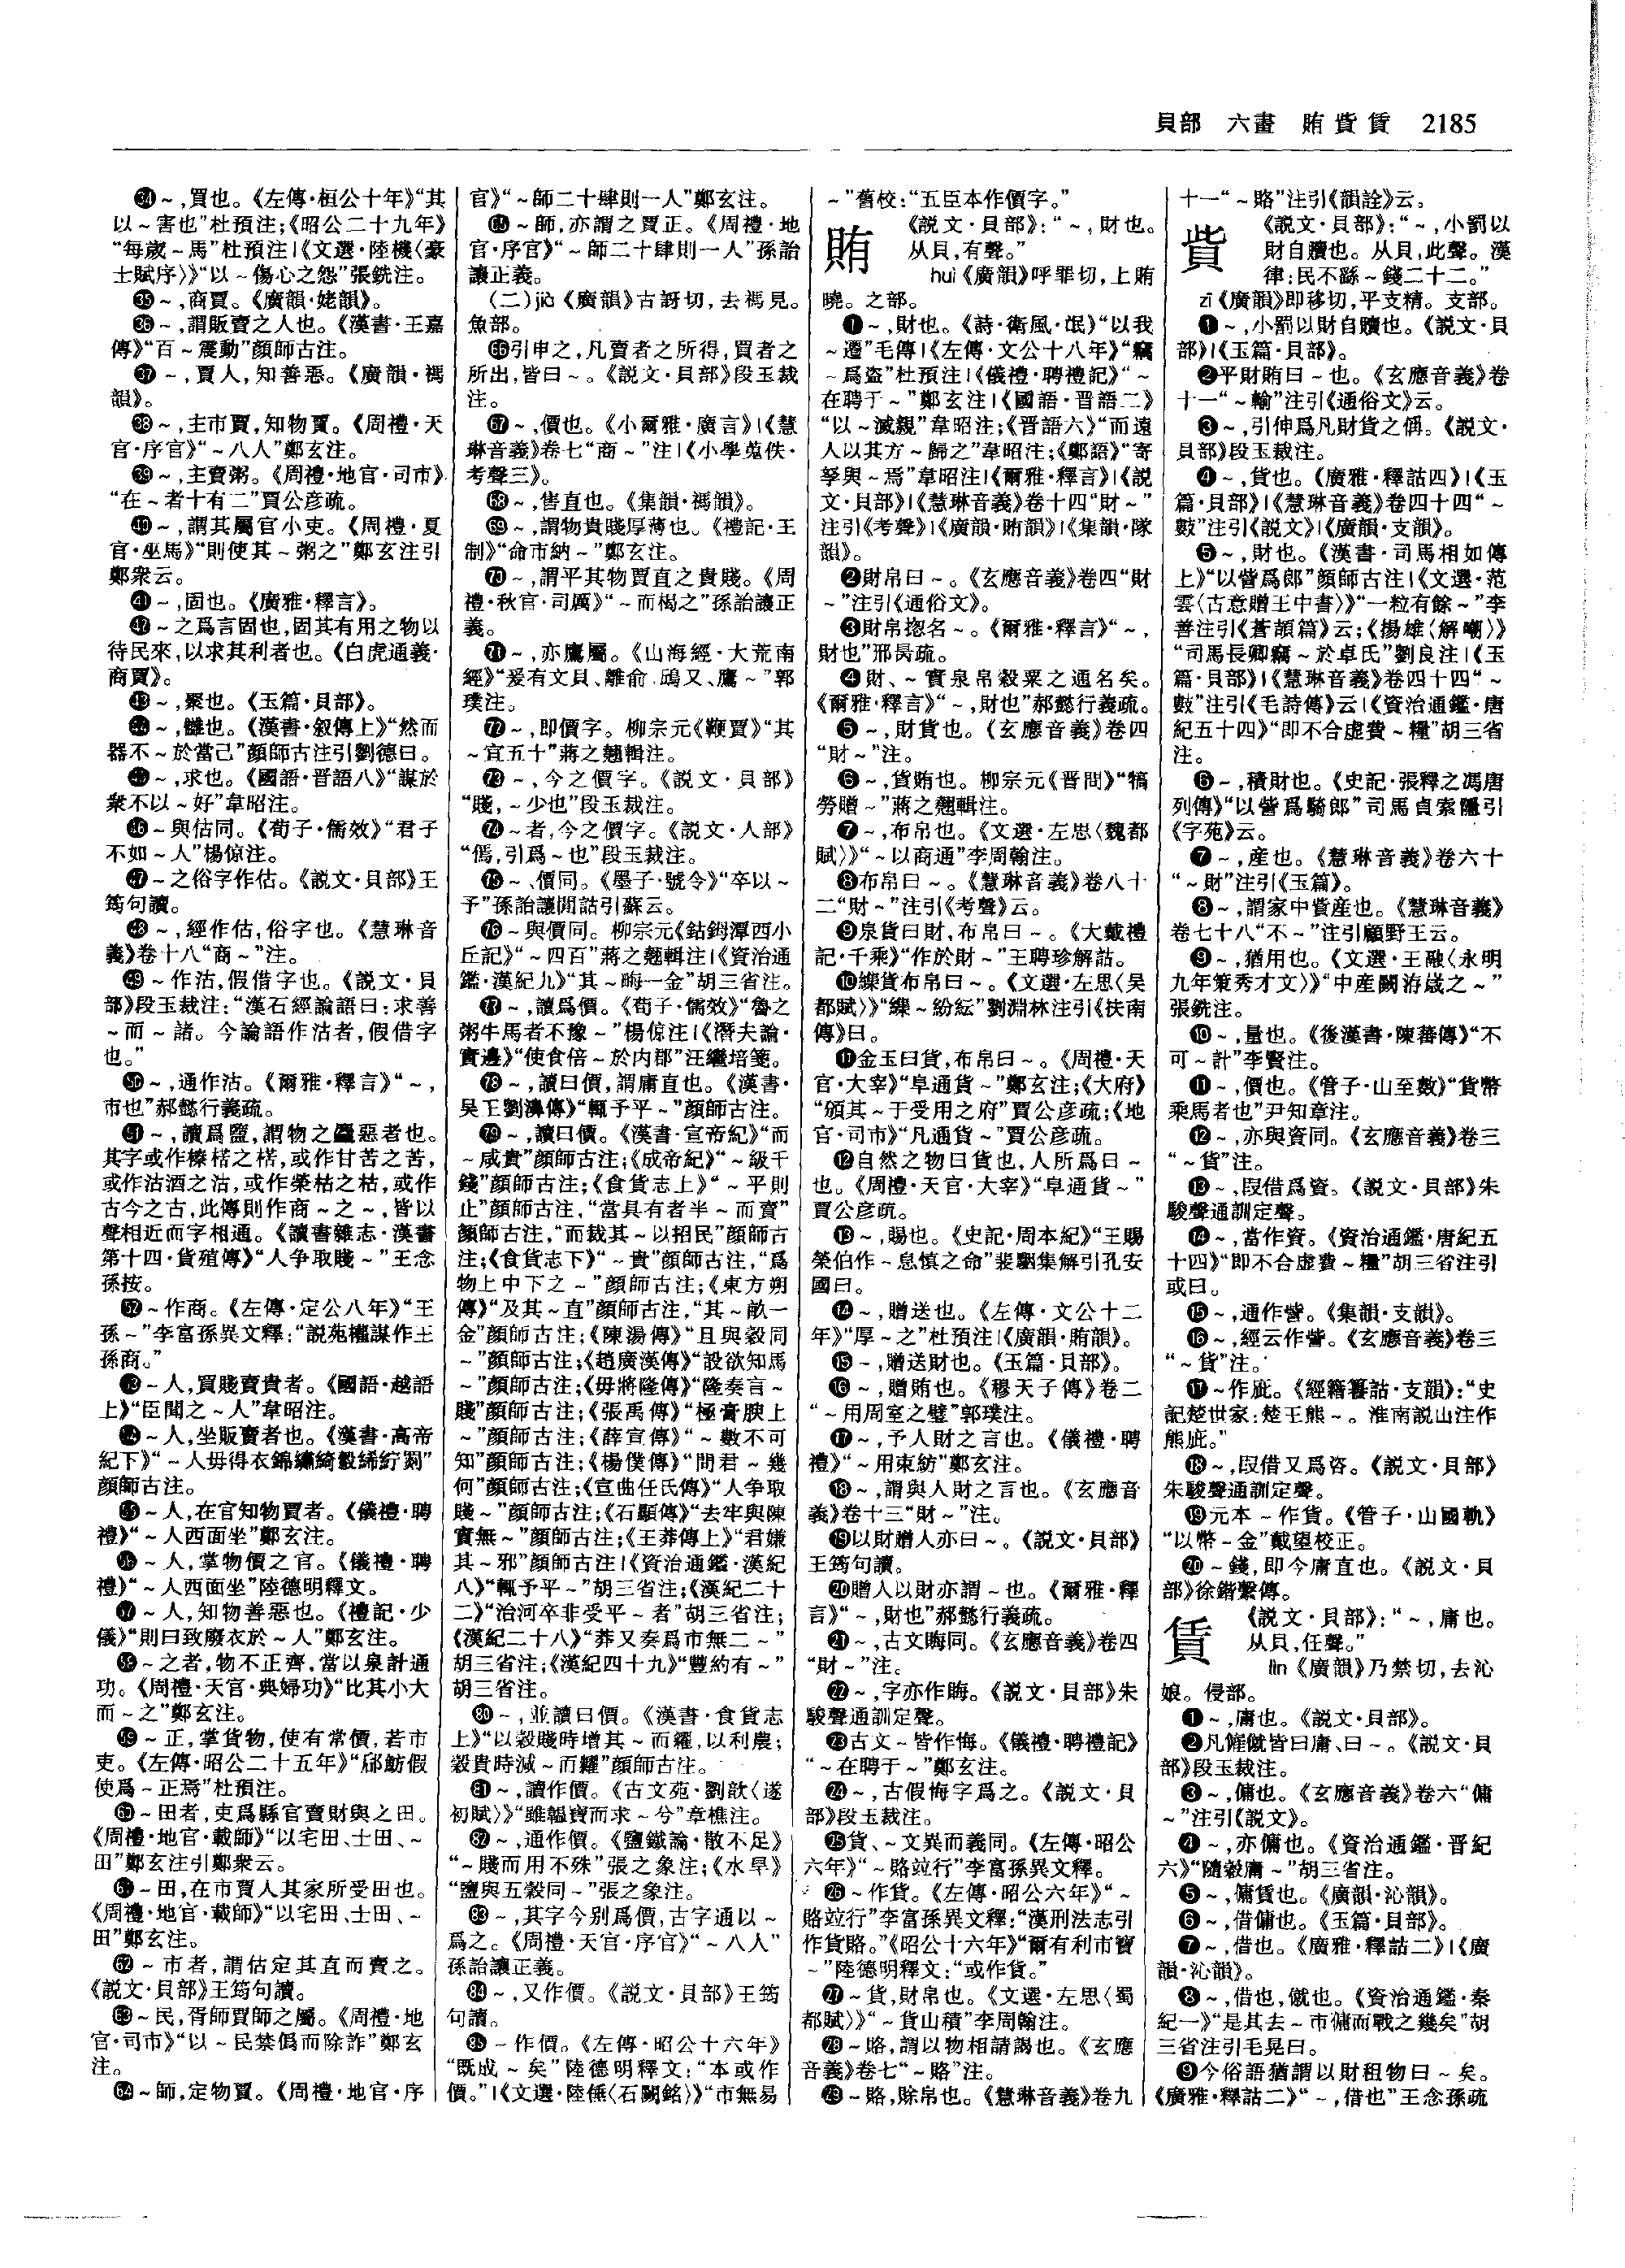 貝部　六畫　賄貲賃　2185
㉞～,買也。《左傳·桓公十年》“其
以～害也”杜預注;《昭公二十九年》
“每歲～馬”杜預注|《文選·陸機〈豪
士賦序〉》“以～傷心之怨”張銑注。
㉟～,商賈。《廣韻·姥韻》。
㊱～,謂販賣之人也。《漢書·王嘉
傳》“百～震動”顏師古注。
㊲～,賈人,知善惡。《廣韻·禡
韻》。
㊳～,主市賈,知物賈。《周禮·天
官·序官》“～八人”鄭玄注。
㊴～,主賣粥。《周禮·地官·司市》
“在～者十有二”賈公彥疏。
㊵～,謂其屬官小吏。《周禮·夏
官·巫馬》“則使其～粥之”鄭玄注引
鄭衆云。
㊶～,固也。《廣雅·釋言》。
㊷～之爲言固也,固其有用之物以
待民來,以求其利者也。《白虎通義·
商賈》。
㊸～,聚也。《玉篇·貝部》。
㊹～,讎也。《漢書·叙傳上》“然而
器不～於當己”顏師古注引劉德曰。
㊺～,求也。《國語·晉語八》“謀於
衆不以～好”韋昭注。
㊻～與估同。《荀子·儒效》“君子
不如～人”楊倞注。
㊼～之俗字作估。《説文·貝部》王
筠句讀。
㊽～,經作估,俗字也。《慧琳音
義》卷十八“商～”注。
㊾～作沽,假借字也。《説文·貝
部》段玉裁注:“漢石經論語曰:求善
～而～諸。今論語作沽者,假借字
也。”
㊿～,通作沽。《爾雅·釋言》“～,
市也”郝懿行義疏。
51～,讀爲盬,謂物之麤惡者也。
其字或作榛楛之楛,或作甘苦之苦,
或作沽酒之沽,或作榮枯之枯,或作
古今之古,此傳則作商～之～,皆以
聲相近而字相通。《讀書雜志·漢書
第十四·貨殖傳》“人争取賤～”王念
孫按。
52～作商。《左傳·定公八年》“王
孫～”李富孫異文釋:“説苑權謀作王
孫商。”
53～人,買賤賣貴者。《國語·越語
上》“臣聞之～人”韋昭注。
54～人,坐販賣者也。《漢書·高帝
紀下》“～人毋得衣錦繡綺縠絺紵罽”
顏師古注。
55～人,在官知物賈者。《儀禮·聘
禮》“～人西面坐”鄭玄注。
56～人,掌物價之官。《儀禮·聘
禮》“～人西面坐”陸德明釋文。
57～人,知物善惡也。《禮記·少
儀》“則曰致廢衣於～人”鄭玄注。
58～之者,物不正齊,當以泉計通
功。《周禮·天官·典婦功》“比其小大
而～之”鄭玄注。
59～正,掌貨物,使有常價,若市
吏。《左傳·昭公二十五年》“郈魴假
使爲～正焉”杜預注。
60～田者,吏爲縣官賣財與之田。
《周禮·地官·載師》“以宅田、士田、～
田”鄭玄注引鄭衆云。
61～田,在市賈人其家所受田也。
《周禮·地官·載師》“以宅田、士田、～
田”鄭玄注。
62～市者,謂估定其直而賣之。
《説文·貝部》王筠句讀。
63～民,胥師賈師之屬。《周禮·地
官·司市》“以～民禁僞而除詐”鄭玄
注。
64～師,定物賈。《周禮·地官·序
官》“～師二十肆則一人”鄭玄注。
65～師,亦謂之賈正。《周禮·地
官·序官》“～師二十肆則一人”孫詒
讓正義。
(二)jià《廣韻》古訝切,去禡見。
魚部。
66引申之,凡賣者之所得,買者之
所出,皆曰～。《説文·貝部》段玉裁
注。
67～,價也。《小爾雅·廣言》|《慧
琳音義》卷七“商～”注|《小學蒐佚·
考聲三》。
68～,售直也。《集韻·禡韻》。
69～,謂物貴賤厚薄也。《禮記·王
制》“命市納～”鄭玄注。
70～,謂平其物賈直之貴賤。《周
禮·秋官·司厲》“～而楬之”孫詒讓正
義。
71～,亦鷹屬。《山海經·大荒南
經》“爰有文貝、離俞、鴟久、鷹～”郭
璞注。
72～,即價字。柳宗元《鞭賈》“其
～宜五十”蔣之翹輯注。
73～,今之價字。《説文·貝部》
“賤,～少也”段玉裁注。
74～者,今之價字。《説文·人部》
“傿,引爲～也”段玉裁注。
75～、價同。《墨子·號令》“卒以～
予”孫詒讓閒詁引蘇云。
76～與價同。柳宗元《鈷鉧潭西小
丘記》“～四百”蔣之翹輯注|《資治通
鑑·漢紀九》“其～畮一金”胡三省注。
77～,讀爲價。《荀子·儒效》“魯之
粥牛馬者不豫～”楊倞注|《潛夫論·
實邊》“使食倍～於内郡”汪繼培箋。
78～,讀曰價,謂庸直也。《漢書·
吴王劉濞傳》“輒予平～”顏師古注。
79～,讀曰價。《漢書·宣帝紀》“而
～咸貴”顏師古注;《成帝紀》“～級千
錢”顏師古注;《食貨志上》“～平則
止”顏師古注,“當具有者半～而賣”
顏師古注,“而裁其～以招民”顏師古
注;《食貨志下》“～貴”顏師古注,“爲
物上中下之～”顏師古注;《東方朔
傳》“及其～直”顏師古注,“其～畝一
金”顏師古注;《陳湯傳》“且與穀同
～”顏師古注;《趙廣漢傳》“設欲知馬
～”顏師古注;《毋將隆傳》“隆奏言～
賤”顏師古注;《張禹傳》“極膏腴上
～”顏師古注;《薛宣傳》“～數不可
知”顏師古注;《楊僕傳》“問君～幾
何”顏師古注;《宣曲任氏傳》“人争取
賤～”顏師古注;《石顯傳》“去牢與陳
實無～”顏師古注;《王莽傳上》“君嫌
其～邪”顏師古注|《資治通鑑·漢紀
八》“輒予平～”胡三省注;《漢紀二十
二》“治河卒非受平～者”胡三省注;
《漢紀二十八》“莽又奏爲市無二～”
胡三省注;《漢紀四十九》“豐約有～”
胡三省注。
80～,並讀曰價。《漢書·食貨志
上》“以穀賤時增其～而糴,以利農;
穀貴時減～而糶”顏師古注。
81～,讀作價。《古文苑·劉歆〈遂
初賦〉》“雖韞寶而求～兮”章樵注。
82～,通作價。《鹽鐵論·散不足》
“～賤而用不殊”張之象注;《水旱》
“鹽與五穀同～”張之象注。
83～,其字今别爲價,古字通以～
爲之。《周禮·天官·序官》“～八人”
孫詒讓正義。
84～,又作價。《説文·貝部》王筠
句讀。
85～作價。《左傳·昭公十六年》
“既成～矣”陸德明釋文:“本或作
價。”|《文選·陸倕〈石闕銘〉》“市無易
～”舊校:“五臣本作價字。”
賄
《説文·貝部》:“～,財也。
从貝,有聲。”
huì《廣韻》呼罪切,上賄
曉。之部。
❶～,財也。《詩·衛風·氓》“以我
～遷”毛傳|《左傳·文公十八年》“竊
～爲盗”杜預注|《儀禮·聘禮記》“～
在聘于～”鄭玄注|《國語·晉語二》
“以～滅親”韋昭注;《晉語六》“而遠
人以其方～歸之”韋昭注;《鄭語》“寄
孥與～焉”韋昭注|《爾雅·釋言》|《説
文·貝部》|《慧琳音義》卷十四“財～”
注引《考聲》|《廣韻·賄韻》|《集韻·隊
韻》。
❷財帛曰～。《玄應音義》卷四“財
～”注引《通俗文》。
❸財帛揔名～。《爾雅·釋言》“～,
財也”邢昺疏。
❹財、～實泉帛穀粟之通名矣。
《爾雅·釋言》“～,財也”郝懿行義疏。
❺～,財貨也。《玄應音義》卷四
“財～”注。
❻～,貨賄也。柳宗元《晉問》“犒
勞贈～”蔣之翹輯注。
❼～,布帛也。《文選·左思〈魏都
賦〉》“～以商通”李周翰注。
❽布帛曰～。《慧琳音義》卷八十
二“財～”注引《考聲》云。
❾泉貨曰財,布帛曰～。《大戴禮
記·千乘》“作於財～”王聘珍解詁。
❿繰貨布帛曰～。《文選·左思〈吴
都賦〉》“繰～紛紜”劉淵林注引《扶南
傳》曰。
⓫金玉曰貨,布帛曰～。《周禮·天
官·大宰》“阜通貨～”鄭玄注;《大府》
“頒其～于受用之府”賈公彥疏;《地
官·司市》“凡通貨～”賈公彥疏。
⓬自然之物曰貨也,人所爲曰～
也。《周禮·天官·大宰》“阜通貨～”
賈公彥疏。
⓭～,賜也。《史記·周本紀》“王賜
榮伯作～息慎之命”裴駰集解引孔安
國曰。
⓮～,贈送也。《左傳·文公十二
年》“厚～之”杜預注|《廣韻·賄韻》。
⓯～,贈送財也。《玉篇·貝部》。
⓰～,贈賄也。《穆天子傳》卷二
“～用周室之璧”郭璞注。
⓱～,予人財之言也。《儀禮·聘
禮》“～用束紡”鄭玄注。
⓲～,謂與人財之言也。《玄應音
義》卷十三“財～”注。
⓳以財贈人亦曰～。《説文·貝部》
王筠句讀。
⓴贈人以財亦謂～也。《爾雅·釋
言》“～,財也”郝懿行義疏。
㉑～,古文晦同。《玄應音義》卷四
“財～”注。
㉒～,字亦作賄。《説文·貝部》朱
駿聲通訓定聲。
㉓古文～皆作悔。《儀禮·聘禮記》
“～在聘于～”鄭玄注。
㉔～,古假悔字爲之。《説文·貝
部》段玉裁注。
㉕貨、～文異而義同。《左傳·昭公
六年》“～賂竝行”李富孫異文釋。
㉖～作貨。《左傳·昭公六年》“～
賂竝行”李富孫異文釋:“漢刑法志引
作貨賂。”《昭公十六年》“爾有利市寶
～”陸德明釋文:“或作貨。”
㉗～貨,財帛也。《文選·左思〈蜀
都賦〉》“～貨山積”李周翰注。
㉘～賂,謂以物相請謁也。《玄應
音義》卷七“～賂”注。
㉙～賂,賖帛也。《慧琳音義》卷九
十一“～賂”注引《韻詮》云。
貲
《説文·貝部》:“～,小罰以
財自贖也。从貝,此聲。漢
律:民不繇～錢二十二。”
zī《廣韻》即移切,平支精。支部。
❶～,小罰以財自贖也。《説文·貝
部》|《玉篇·貝部》。
❷平財賄曰～也。《玄應音義》卷
十一“～輸”注引《通俗文》云。
❸～,引伸爲凡財貨之偁。《説文·
貝部》段玉裁注。
❹～,貨也。《廣雅·釋詁四》|《玉
篇·貝部》|《慧琳音義》卷四十四“～
數”注引《説文》|《廣韻·支韻》。
❺～,財也。《漢書·司馬相如傳
上》“以訾爲郎”顏師古注|《文選·范
雲〈古意贈王中書〉》“一粒有餘～”李
善注引《蒼頡篇》云;《揚雄〈解嘲〉》
“司馬長卿竊～於卓氏”劉良注|《玉
篇·貝部》|《慧琳音義》卷四十四“～
數”注引《毛詩傳》云|《資治通鑑·唐
紀五十四》“即不合虚費～糧”胡三省
注。
❻～,積財也。《史記·張釋之馮唐
列傳》“以訾爲騎郎”司馬貞索隱引
《字苑》云。
❼～,産也。《慧琳音義》卷六十
“～財”注引《玉篇》。
❽～,謂家中貲産也。《慧琳音義》
卷七十八“不～”注引顧野王云。
❾～,猶用也。《文選·王融〈永明
九年策秀才文〉》“中産闕洊歲之～”
張銑注。
❿～,量也。《後漢書·陳蕃傳》“不
可～計”李賢注。
⓫～,價也。《管子·山至數》“貨幣
乘馬者也”尹知章注。
⓬～,亦與資同。《玄應音義》卷三
“～貨”注。
⓭～,叚借爲資。《説文·貝部》朱
駿聲通訓定聲。
⓮～,當作資。《資治通鑑·唐紀五
十四》“即不合虚費～糧”胡三省注引
或曰。
⓯～,通作訾。《集韻·支韻》。
⓰～,經云作訾。《玄應音義》卷三
“～貨”注。
⓱～作庛。《經籍籑詁·支韻》:“史
記楚世家:楚王熊～。淮南説山注作
熊庛。”
⓲～,叚借又爲咨。《説文·貝部》
朱駿聲通訓定聲。
⓳元本～作貨。《管子·山國軌》
“以幣～金”戴望校正。
⓴～錢,即今庸直也。《説文·貝
部》徐鍇繫傳。
賃
《説文·貝部》:“～,庸也。
从貝,任聲。”
lìn《廣韻》乃禁切,去沁
娘。侵部。
❶～,庸也。《説文·貝部》。
❷凡僱僦皆曰庸、曰～。《説文·貝
部》段玉裁注。
❸～,傭也。《玄應音義》卷六“傭
～”注引《説文》。
❹～,亦傭也。《資治通鑑·晉紀
六》“隨穀庸～”胡三省注。
❺～,傭賃也。《廣韻·沁韻》。
❻～,借傭也。《玉篇·貝部》。
❼～,借也。《廣雅·釋詁二》|《廣
韻·沁韻》。
❽～,借也,僦也。《資治通鑑·秦
紀一》“是其去～市傭而戰之幾矣”胡
三省注引毛晃曰。
❾今俗語猶謂以財租物曰～矣。
《廣雅·釋詁二》“～,借也”王念孫疏